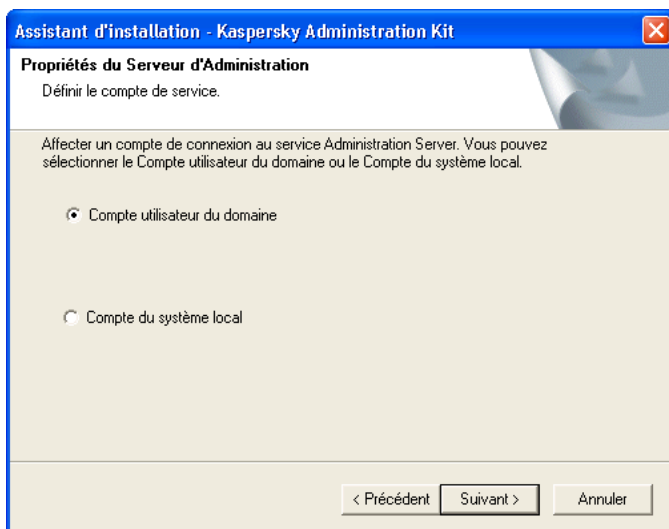 Assistant d'installation - Kaspersky Administration Kit
Propriétés du Serveur d'Administration
Définir le compte de service.
Affecter un compte de connexion au service Administration Server. Vous pouvez
sélectionner le Compte utilisateur du domaine ou le Compte du système local.
Compte utilisateur du domaine
Compte du système local
< Précédent Suivant > Annuler